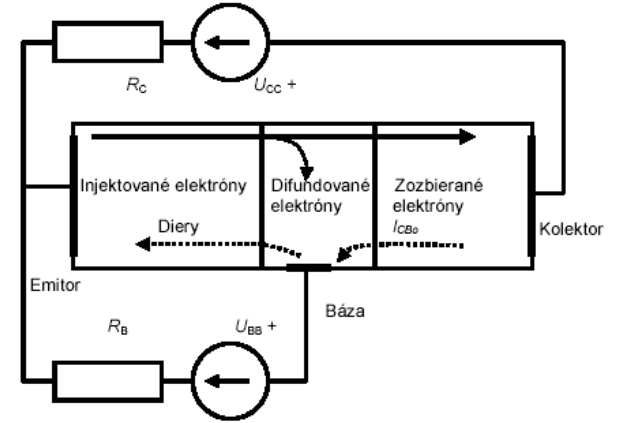 R_C
U_CC +
Injektované elektróny
Difundované
elektróny
Zozbierané
elektróny
I_CBo
Diery
Kolektor
Emitor
Báza
R_B
U_BB +